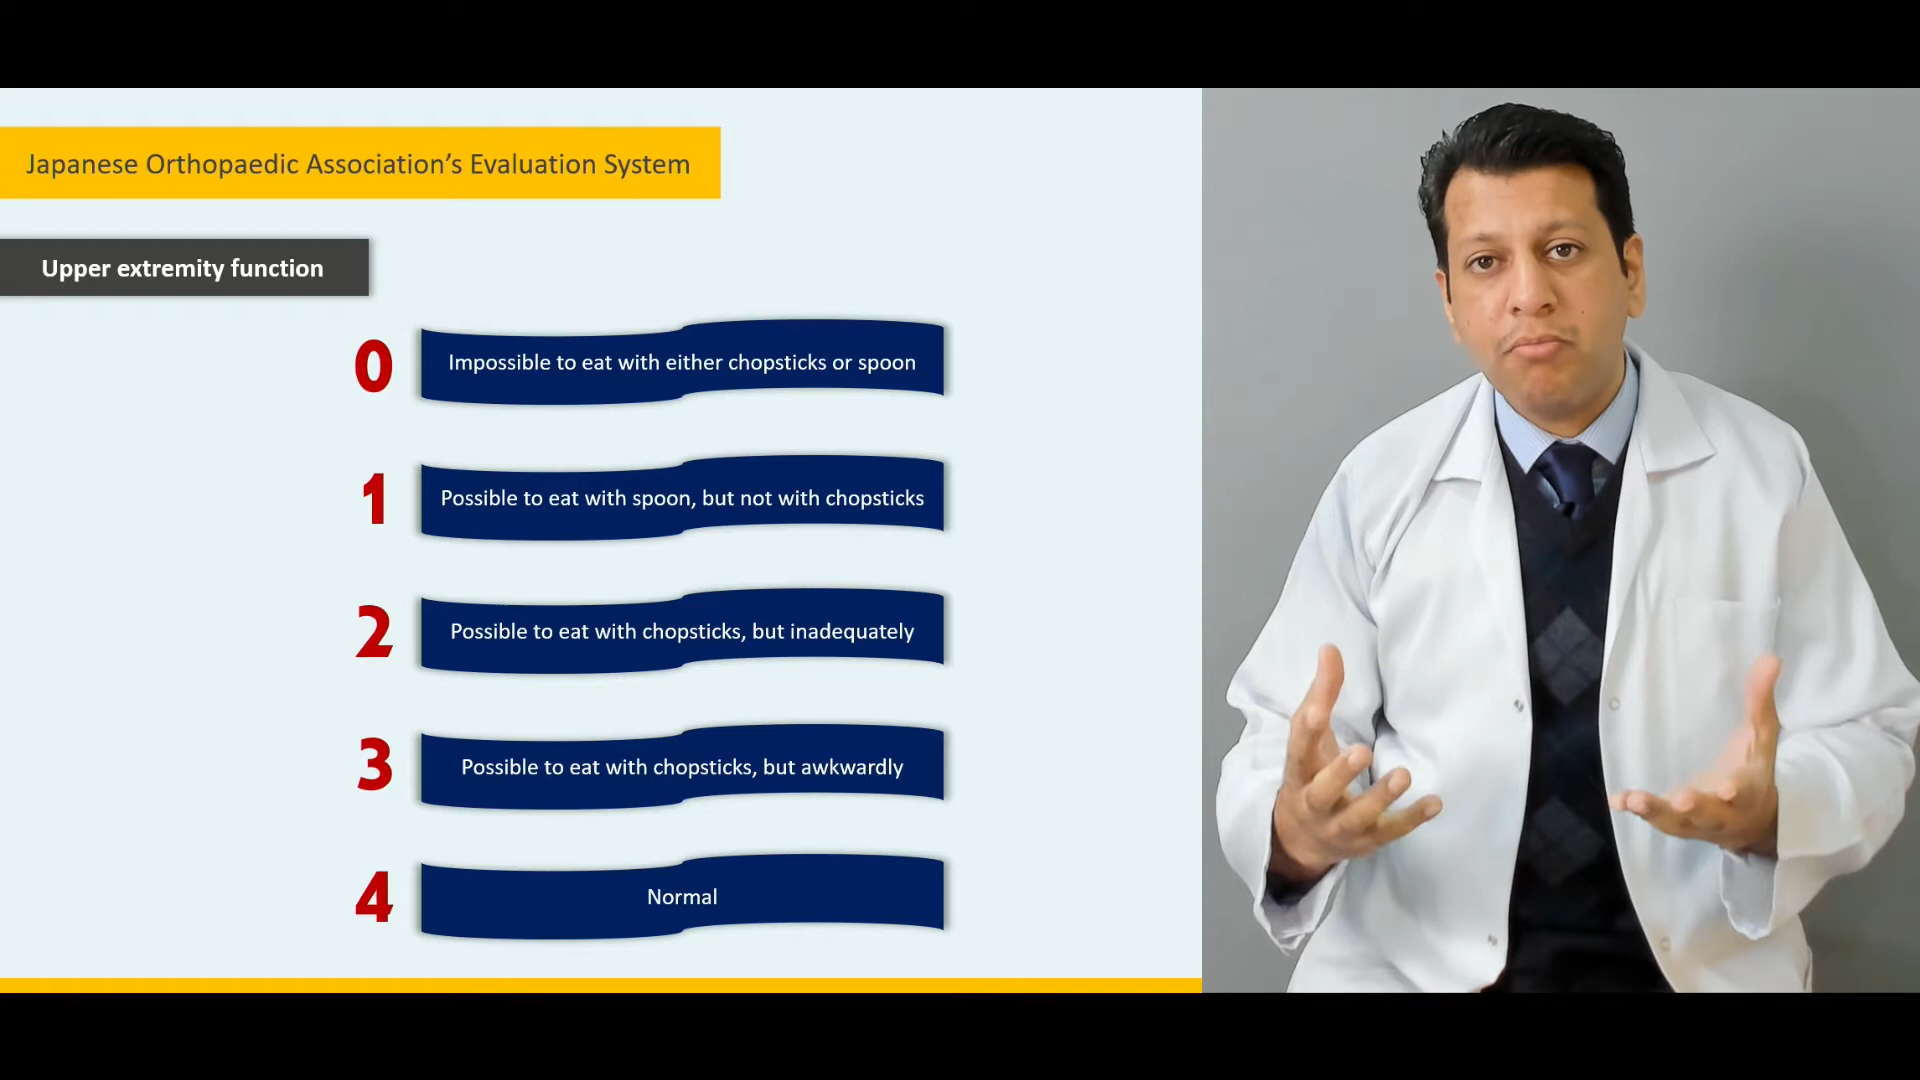 Japanese Orthopaedic Association’s Evaluation System
Upper extremity function
0 Impossible to eat with either chopsticks or spoon
1 Possible to eat with spoon, but not with chopsticks
2 Possible to eat with chopsticks, but inadequately
3 Possible to eat with chopsticks, but awkwardly
4 Normal